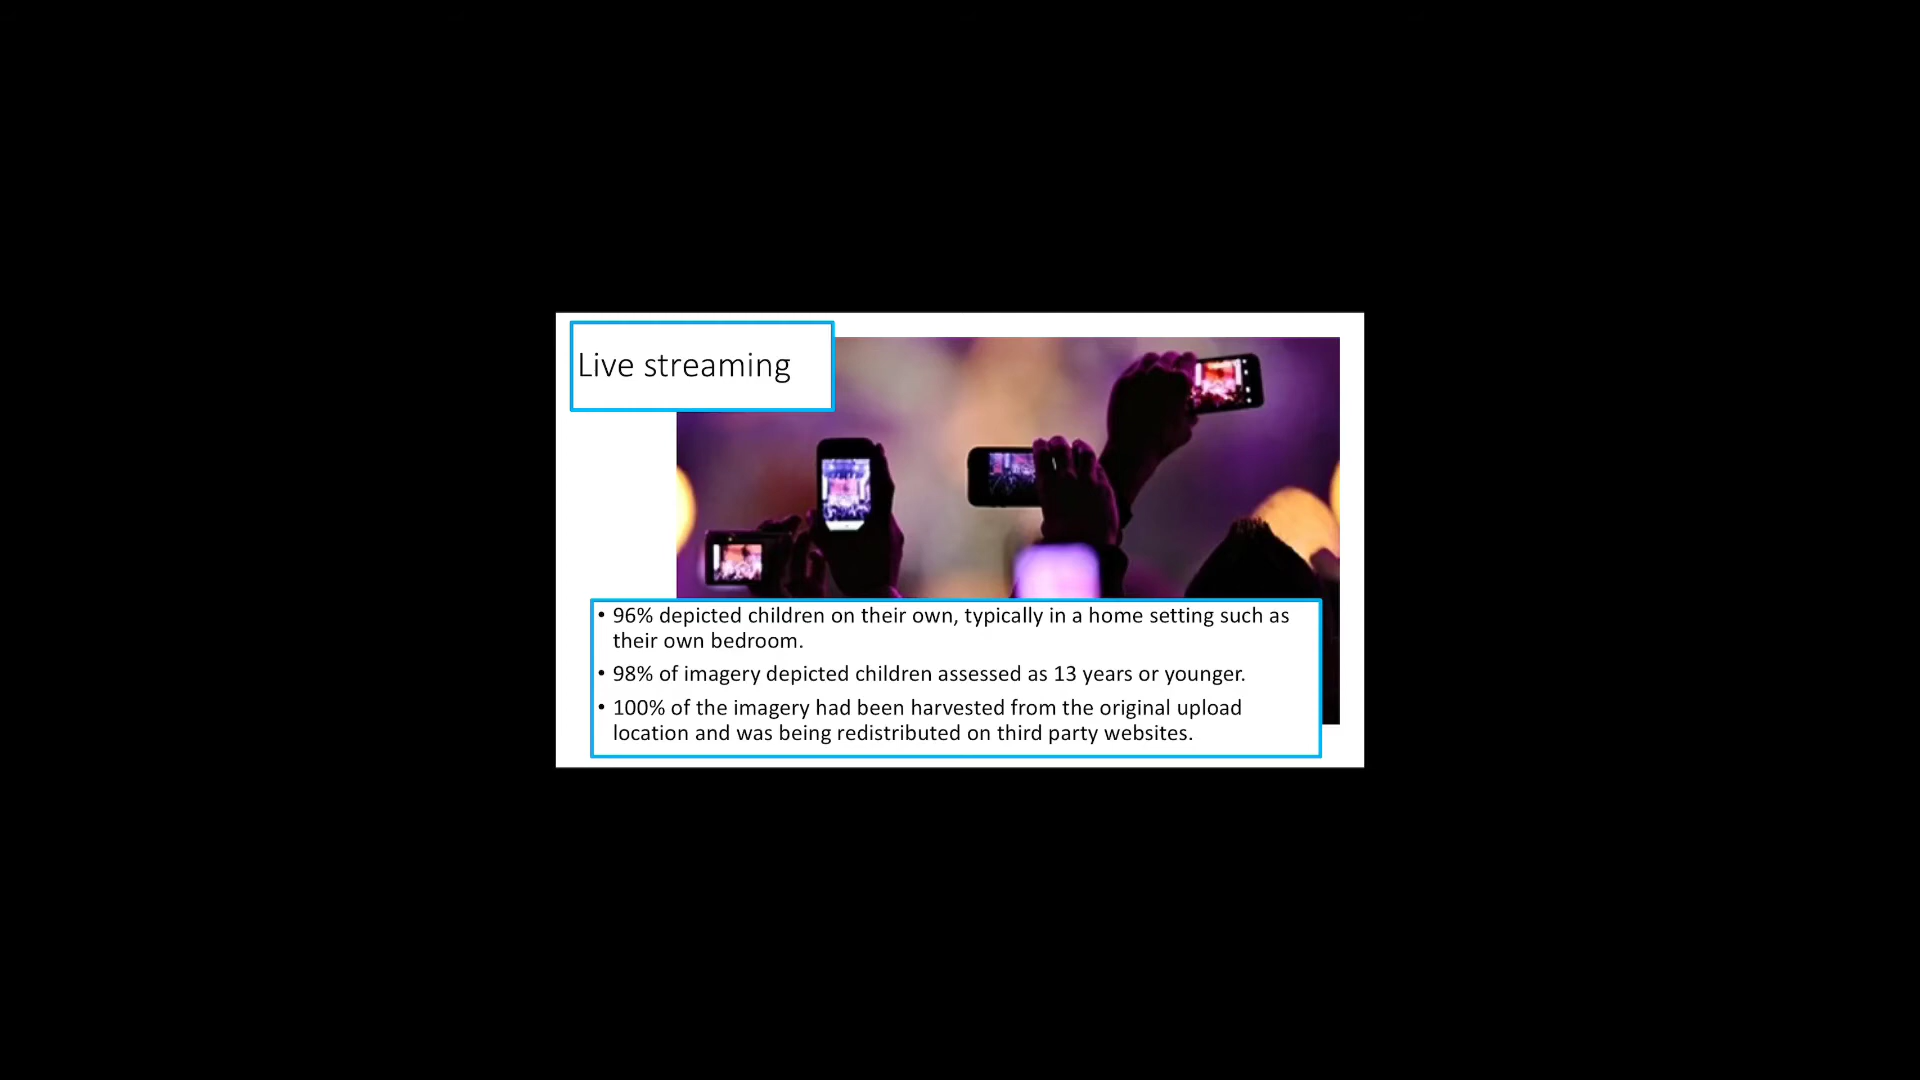 Live streaming
• 96% depicted children on their own, typically in a home setting such as
their own bedroom.
• 98% of imagery depicted children assessed as 13 years or younger.
• 100% of the imagery had been harvested from the original upload
location and was being redistributed on third party websites.